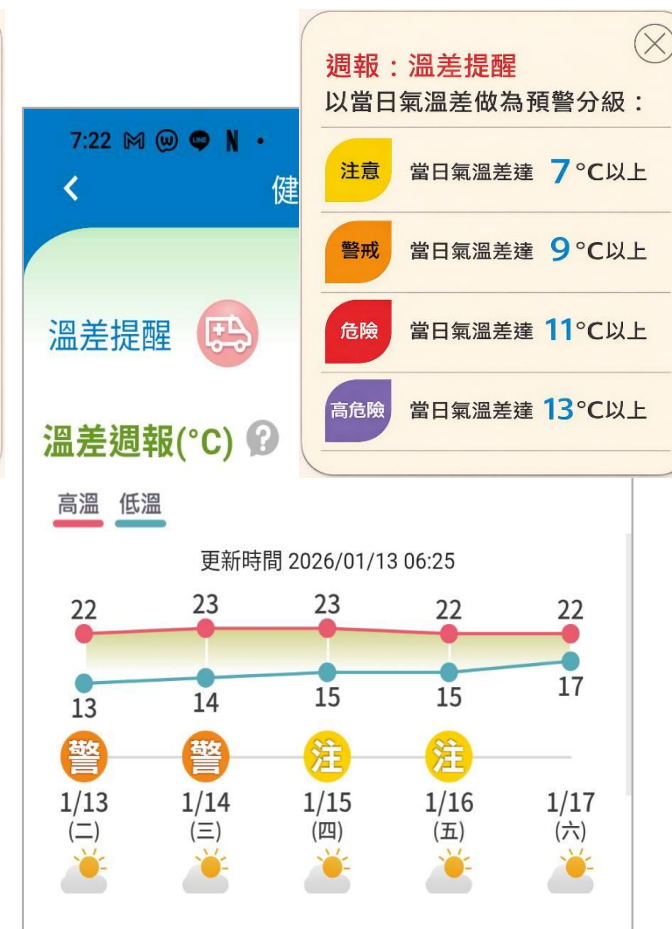 7:22
健
溫差提醒
溫差週報(°C) ?
高溫 低溫
更新時間 2026/01/13 06:25
22 23 23 22 22
13 14 15 15 17
警 警 注 注
1/13 1/14 1/15 1/16 1/17
(二) (三) (四) (五) (六)
週報：溫差提醒
以當日氣溫差做為預警分級：
注意 當日氣溫差達 7°C以上
警戒 當日氣溫差達 9°C以上
危險 當日氣溫差達 11°C以上
高危險 當日氣溫差達 13°C以上